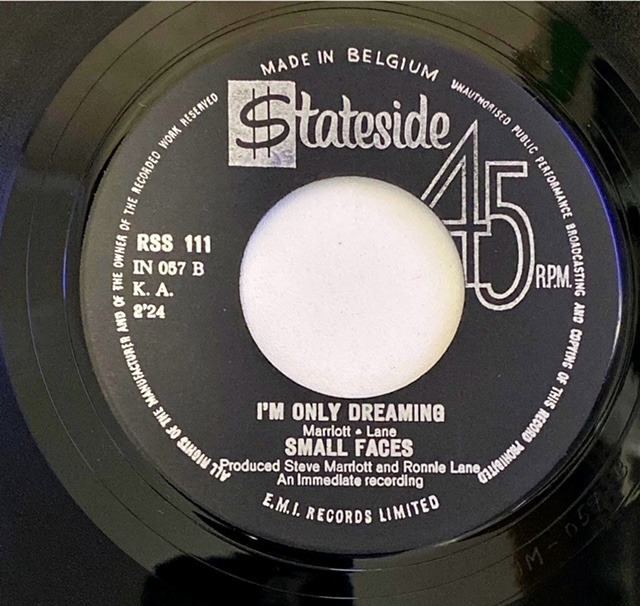 MADE IN BELGIUM
$tateside
45
R.P.M.
RSS 111
IN 057 B
K. A.
2'24
I'M ONLY DREAMING
Marriott • Lane
SMALL FACES
Produced Steve Marriott and Ronnie Lane
An Immediate recording
E.M.I. RECORDS LIMITED
ALL RIGHTS OF THE MANUFACTURER AND OF THE OWNER OF THE RECORDED WORK RESERVED
UNAUTHORISED PUBLIC PERFORMANCE BROADCASTING AND COPYING OF THIS RECORD PROHIBITED